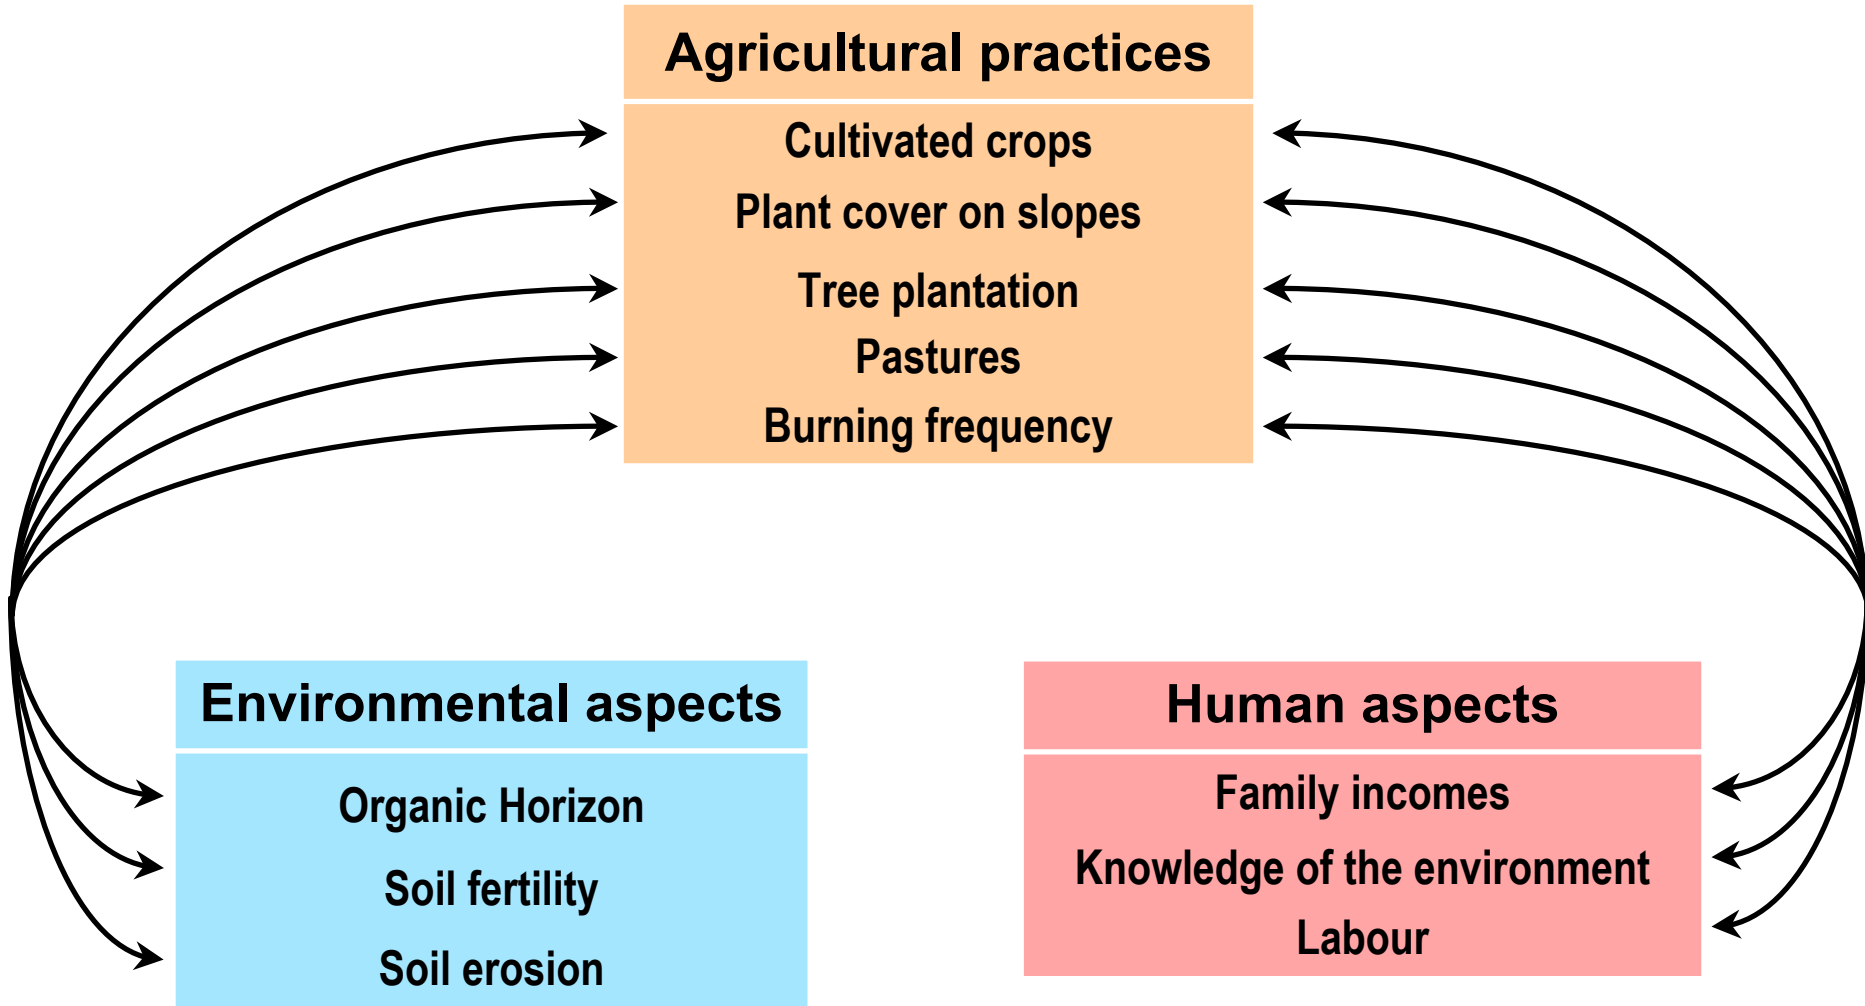 Agricultural practices
Cultivated crops
Plant cover on slopes
Tree plantation
Pastures
Burning frequency
Environmental aspects
Organic Horizon
Soil fertility
Soil erosion
Human aspects
Family incomes
Knowledge of the environment
Labour